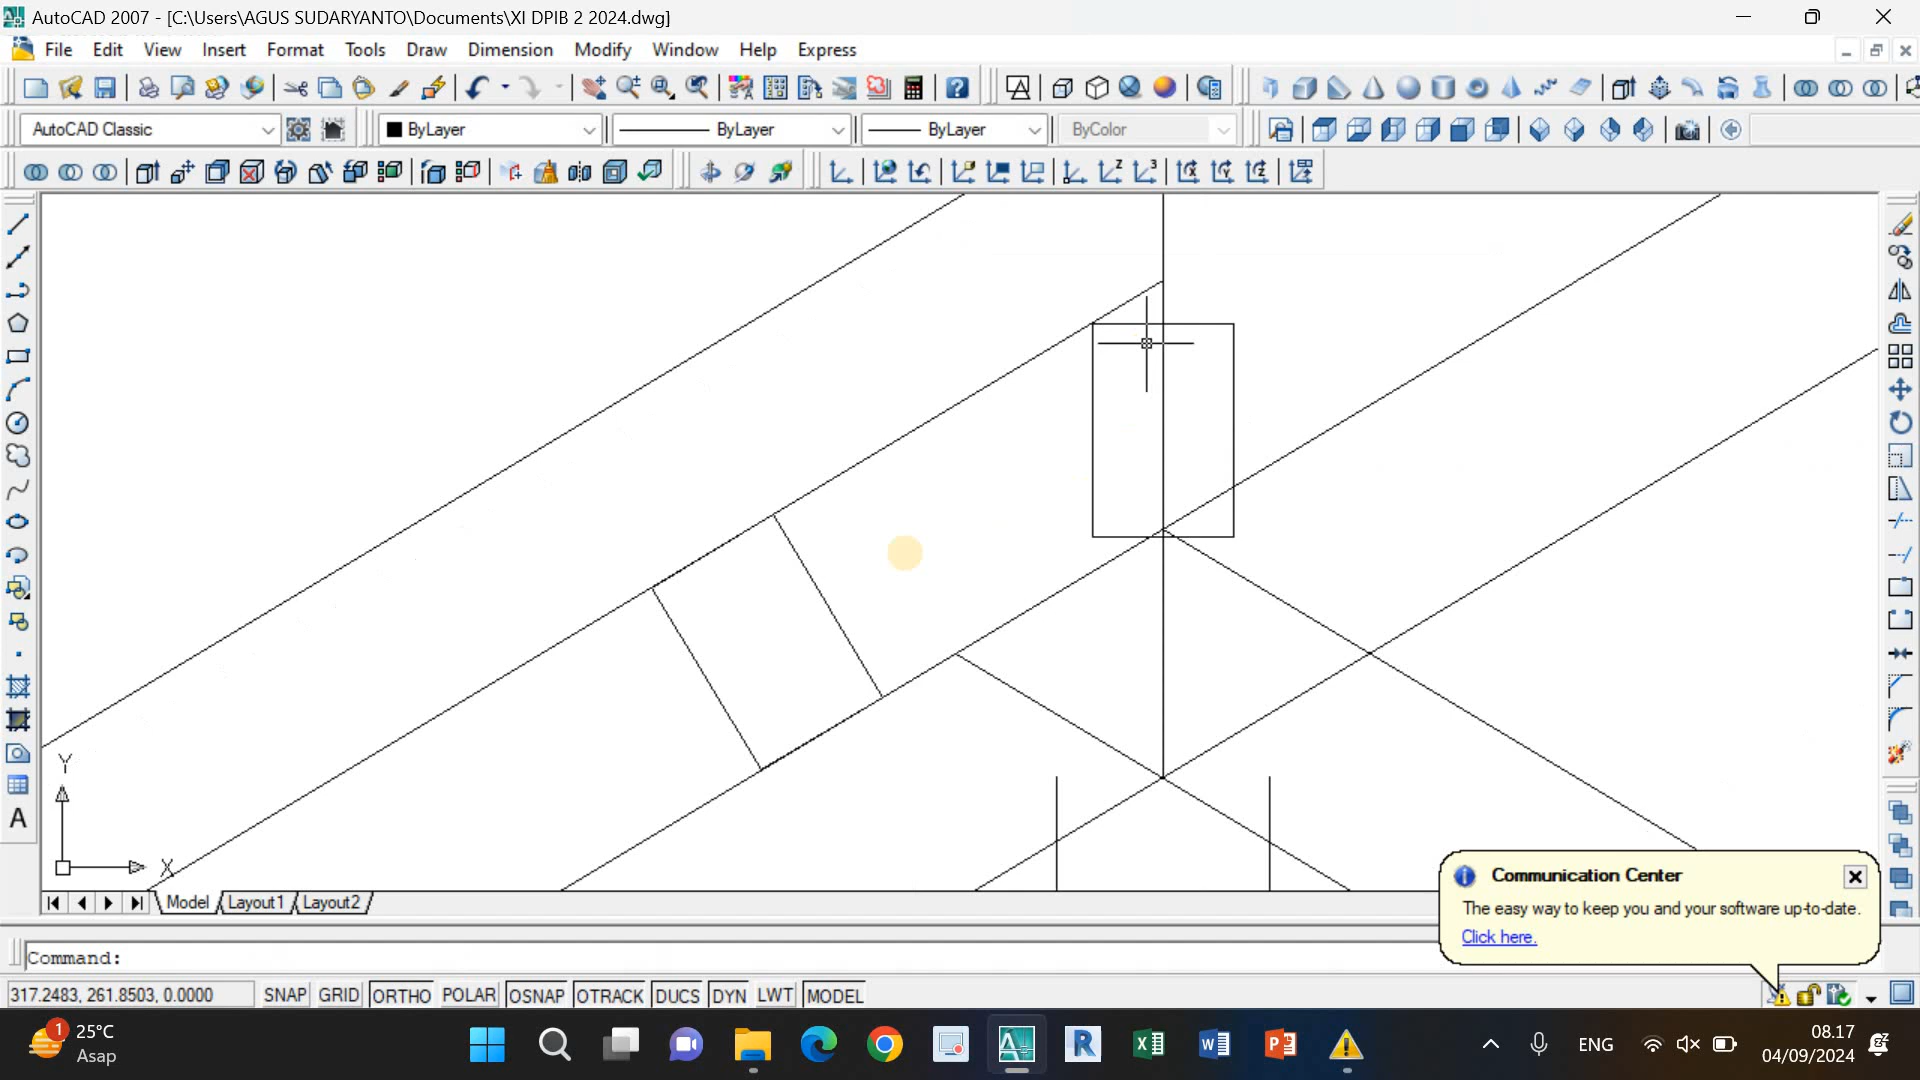 AutoCAD 2007 - [C:\Users\AGUS SUDARYANTO\Documents\XI DPIB 2 2024.dwg]
File Edit View Insert Format Tools Draw Dimension Modify Window Help Express
AutoCAD Classic ByLayer ByLayer ByLayer ByColor
A
Y
X
Model Layout1 Layout2
Communication Center
The easy way to keep you and your software up-to-date.
Click here.
Command:
317.2483, 261.8503, 0.0000 SNAP GRID ORTHO POLAR OSNAP OTRACK DUCS DYN LWT MODEL
1
25°C
Asap
ENG
08.17
04/09/2024